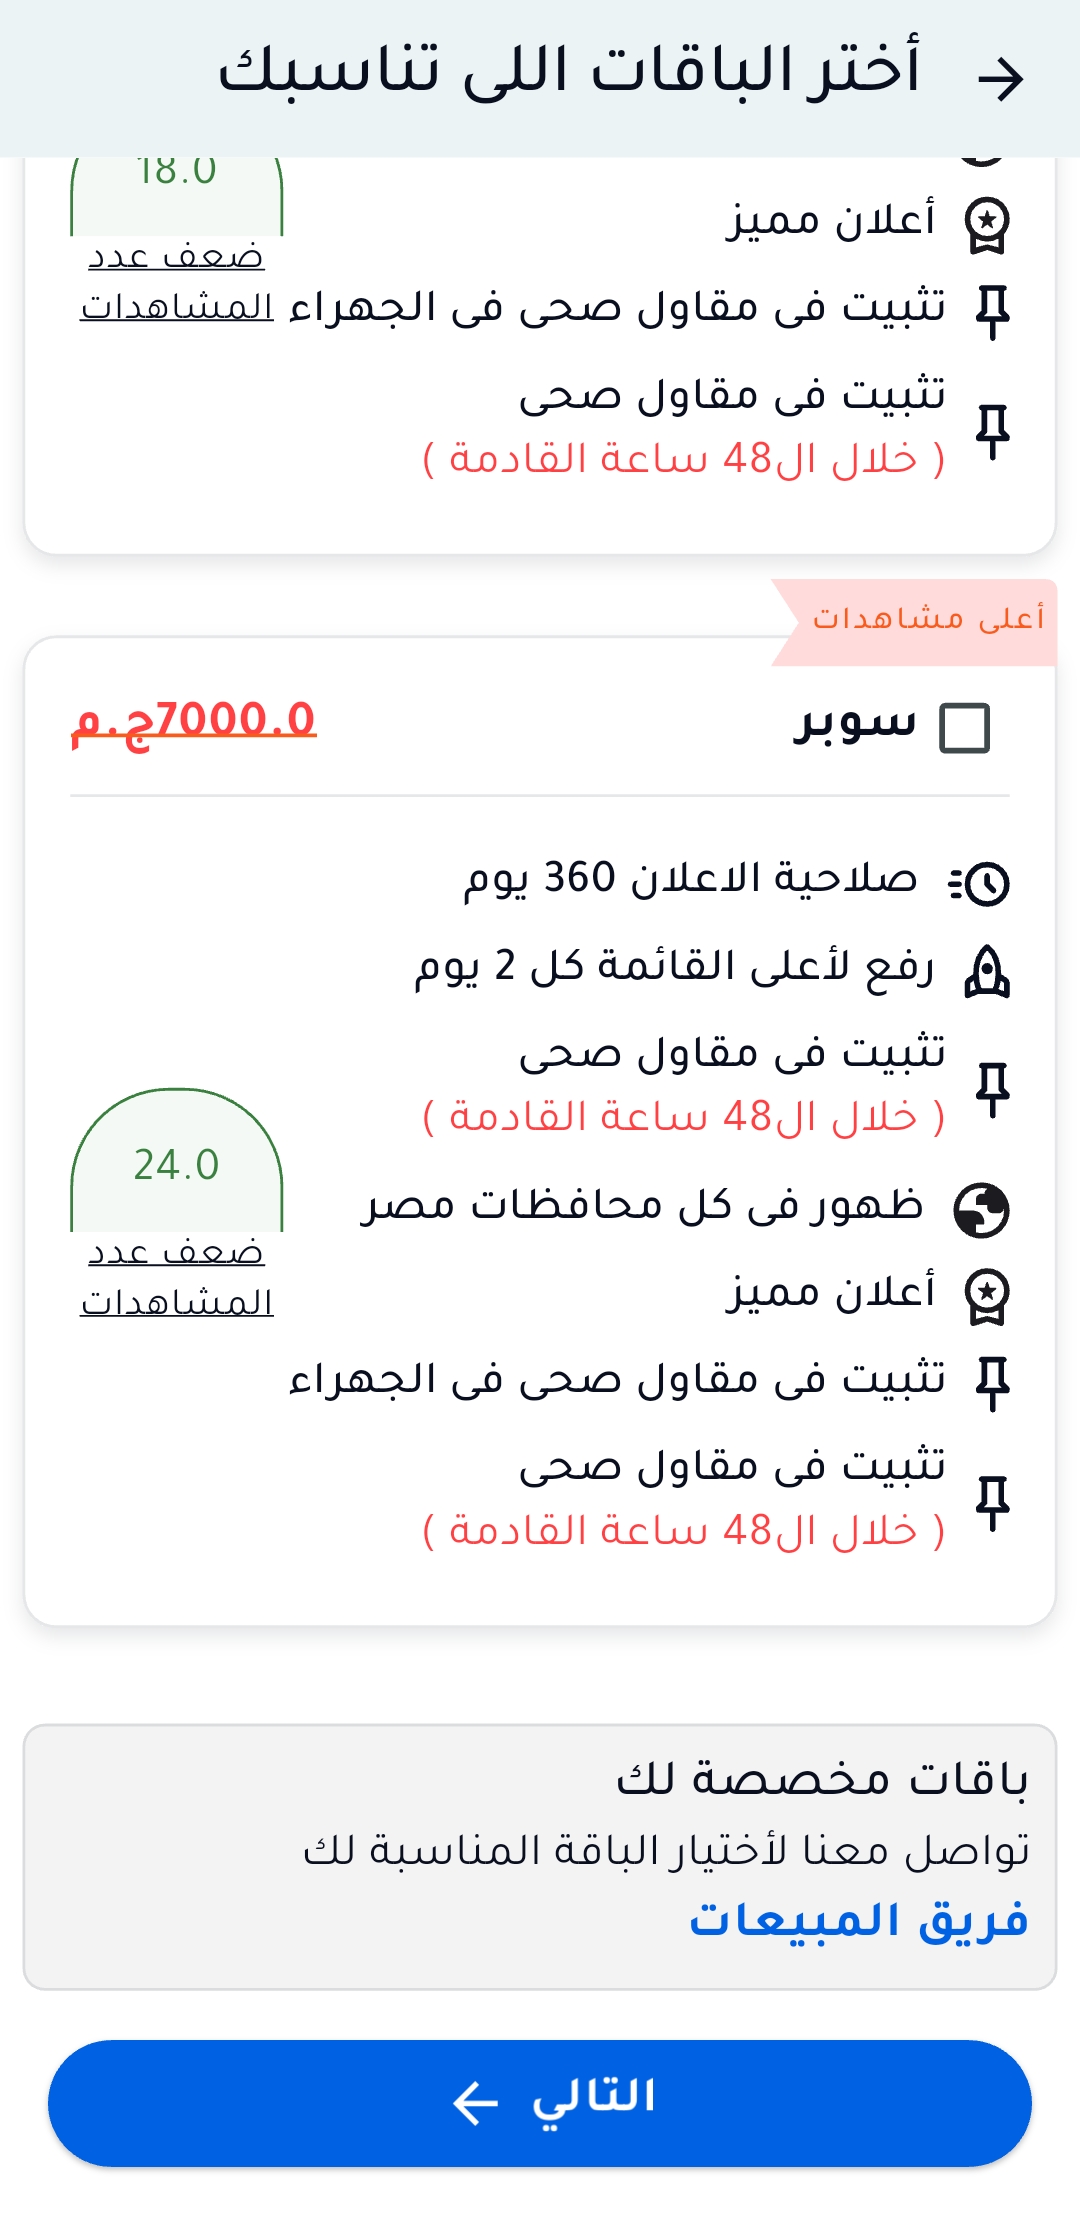 أختر الباقات اللى تناسبك
18.0
أعلان مميز
ضعف عدد
المشاهدات
تثبيت فى مقاول صحى فى الجهراء
تثبيت فى مقاول صحى
( خلال ال48 ساعة القادمة )
أعلى مشاهدات
سوبر
7000.0ج.م
صلاحية الاعلان 360 يوم
رفع لأعلى القائمة كل 2 يوم
تثبيت فى مقاول صحى
( خلال ال48 ساعة القادمة )
24.0
ضعف عدد
المشاهدات
ظهور فى كل محافظات مصر
أعلان مميز
تثبيت فى مقاول صحى فى الجهراء
تثبيت فى مقاول صحى
( خلال ال48 ساعة القادمة )
باقات مخصصة لك
تواصل معنا لأختيار الباقة المناسبة لك
فريق المبيعات
التالي